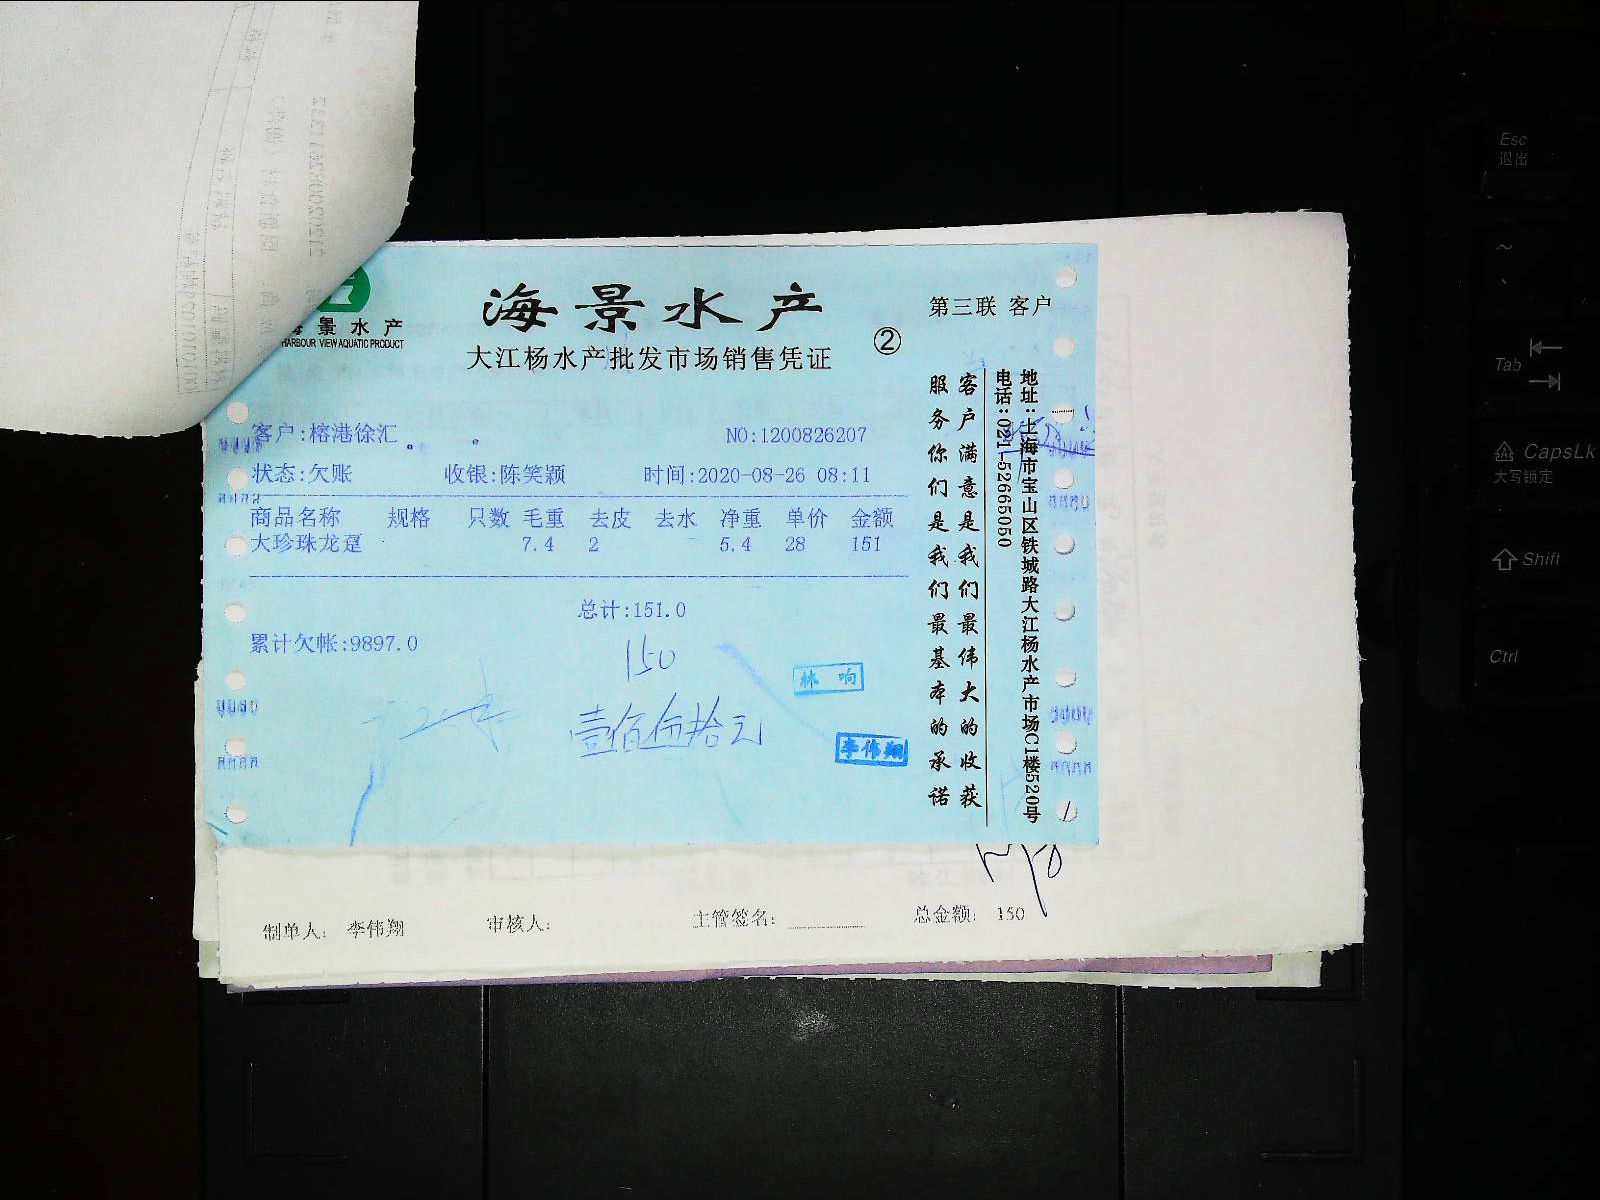 海景水产
HARBOUR VIEW AQUATIC PRODUCT
海景水产
大江杨水产批发市场销售凭证
②
第三联 客户
客户:榕港徐汇
NO:1200826207
状态:欠账 收银:陈笑颖 时间:2020-08-26 08:11
商品名称 规格 只数 毛重 去皮 去水 净重 单价 金额
大珍珠龙趸 7.4 2 5.4 28 151
总计:151.0
累计欠帐:9897.0
150
壹佰伍拾元
林响
李伟翔
客户满意是我们最伟大的收获
服务你们是我们最基本的承诺
地址:上海市宝山区铁城路大江杨水产市场C1楼520号
电话:021-52665050
制单人: 李伟翔 审核人: 主管签名: 总金额: 150
Esc
退出
~
Tab
CapsLk
大写锁定
Shift
Ctrl